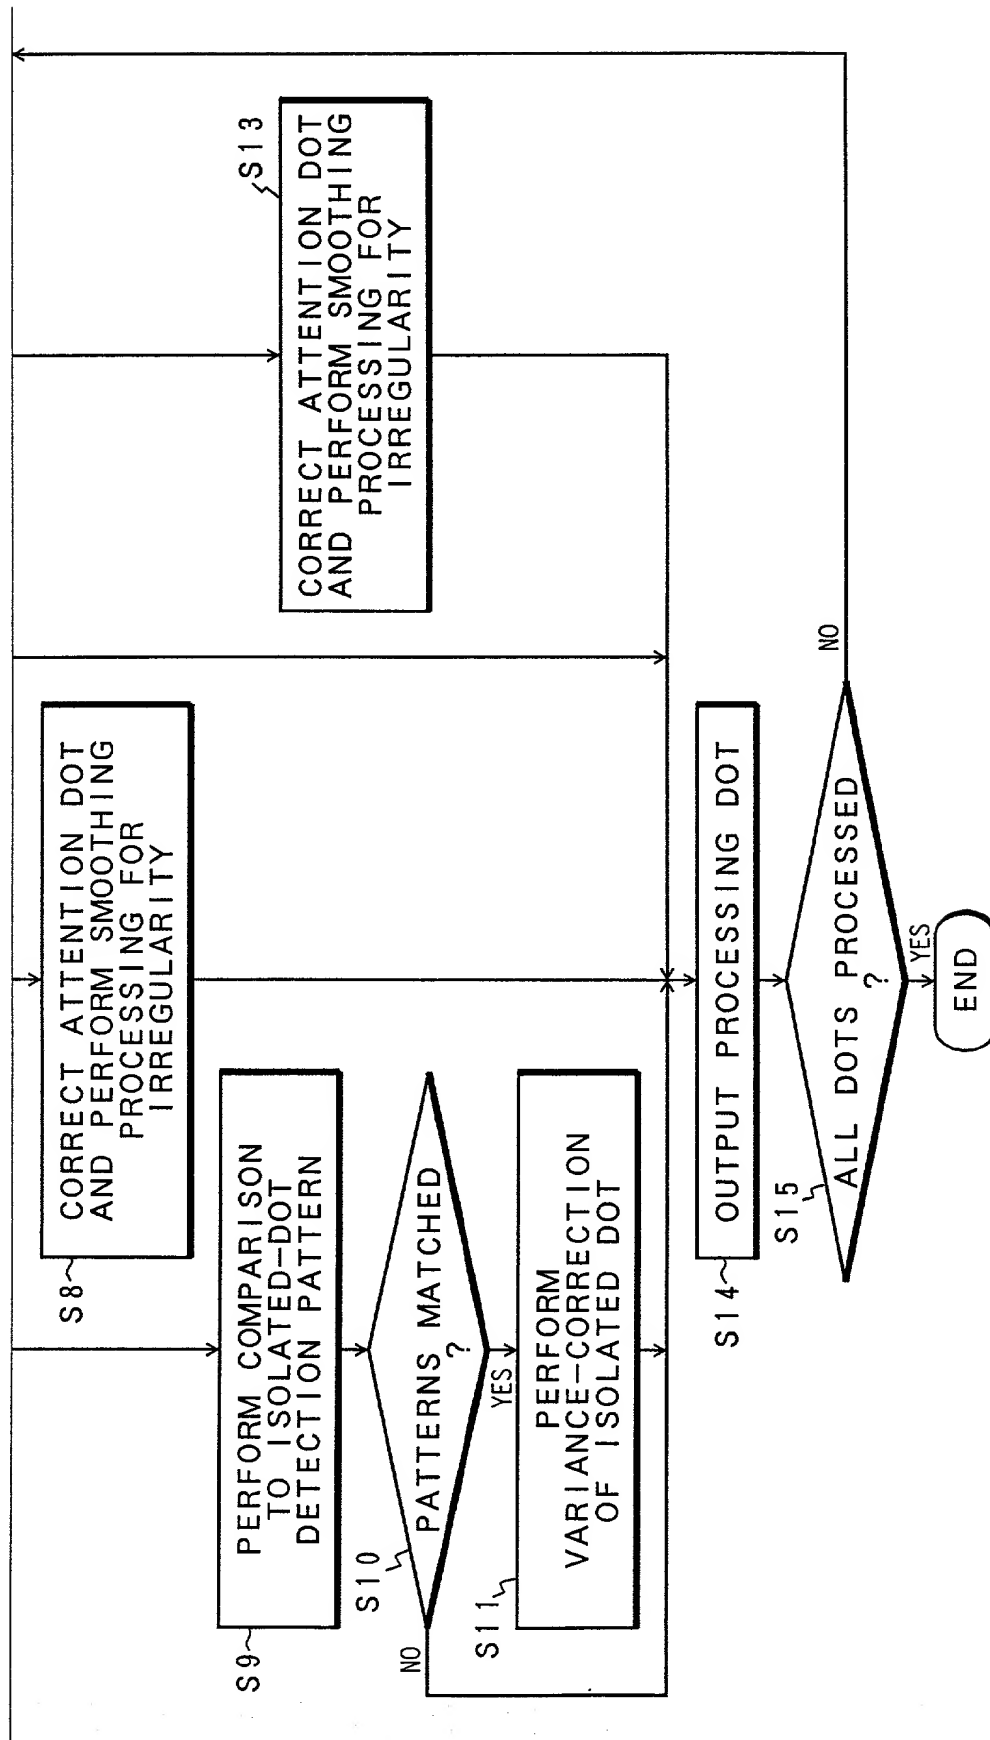 S8
CORRECT ATTENTION DOT
AND PERFORM SMOOTHING
PROCESSING FOR
IRREGULARITY
S9
PERFORM COMPARISON
TO ISOLATED-DOT
DETECTION PATTERN
S10
PATTERNS MATCHED
?
NO
YES
S11
PERFORM
VARIANCE-CORRECTION
OF ISOLATED DOT
S13
CORRECT ATTENTION DOT
AND PERFORM SMOOTHING
PROCESSING FOR
IRREGULARITY
S14
OUTPUT PROCESSING DOT
S15
ALL DOTS PROCESSED
?
NO
YES
END